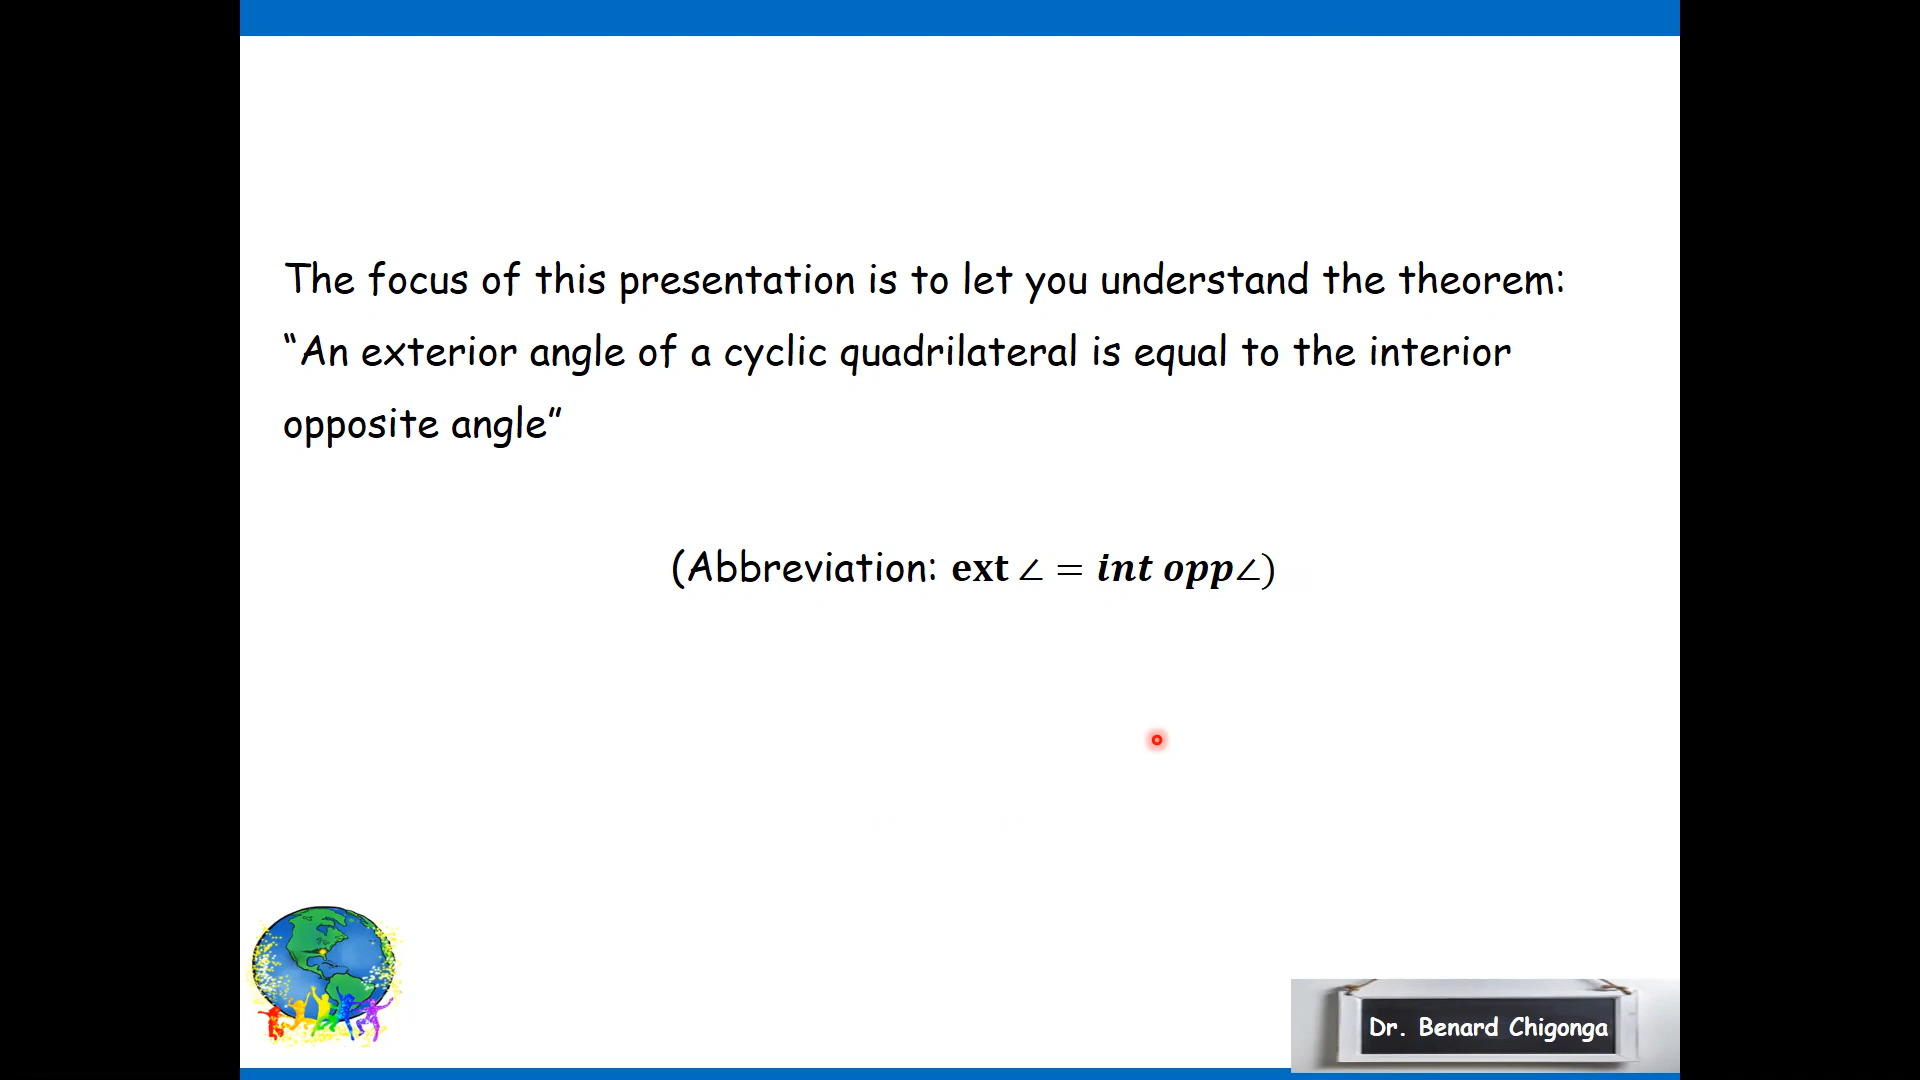 The focus of this presentation is to let you understand the theorem:
“An exterior angle of a cyclic quadrilateral is equal to the interior
opposite angle”
(Abbreviation: ext ∠ = int opp∠)
Dr. Benard Chigonga